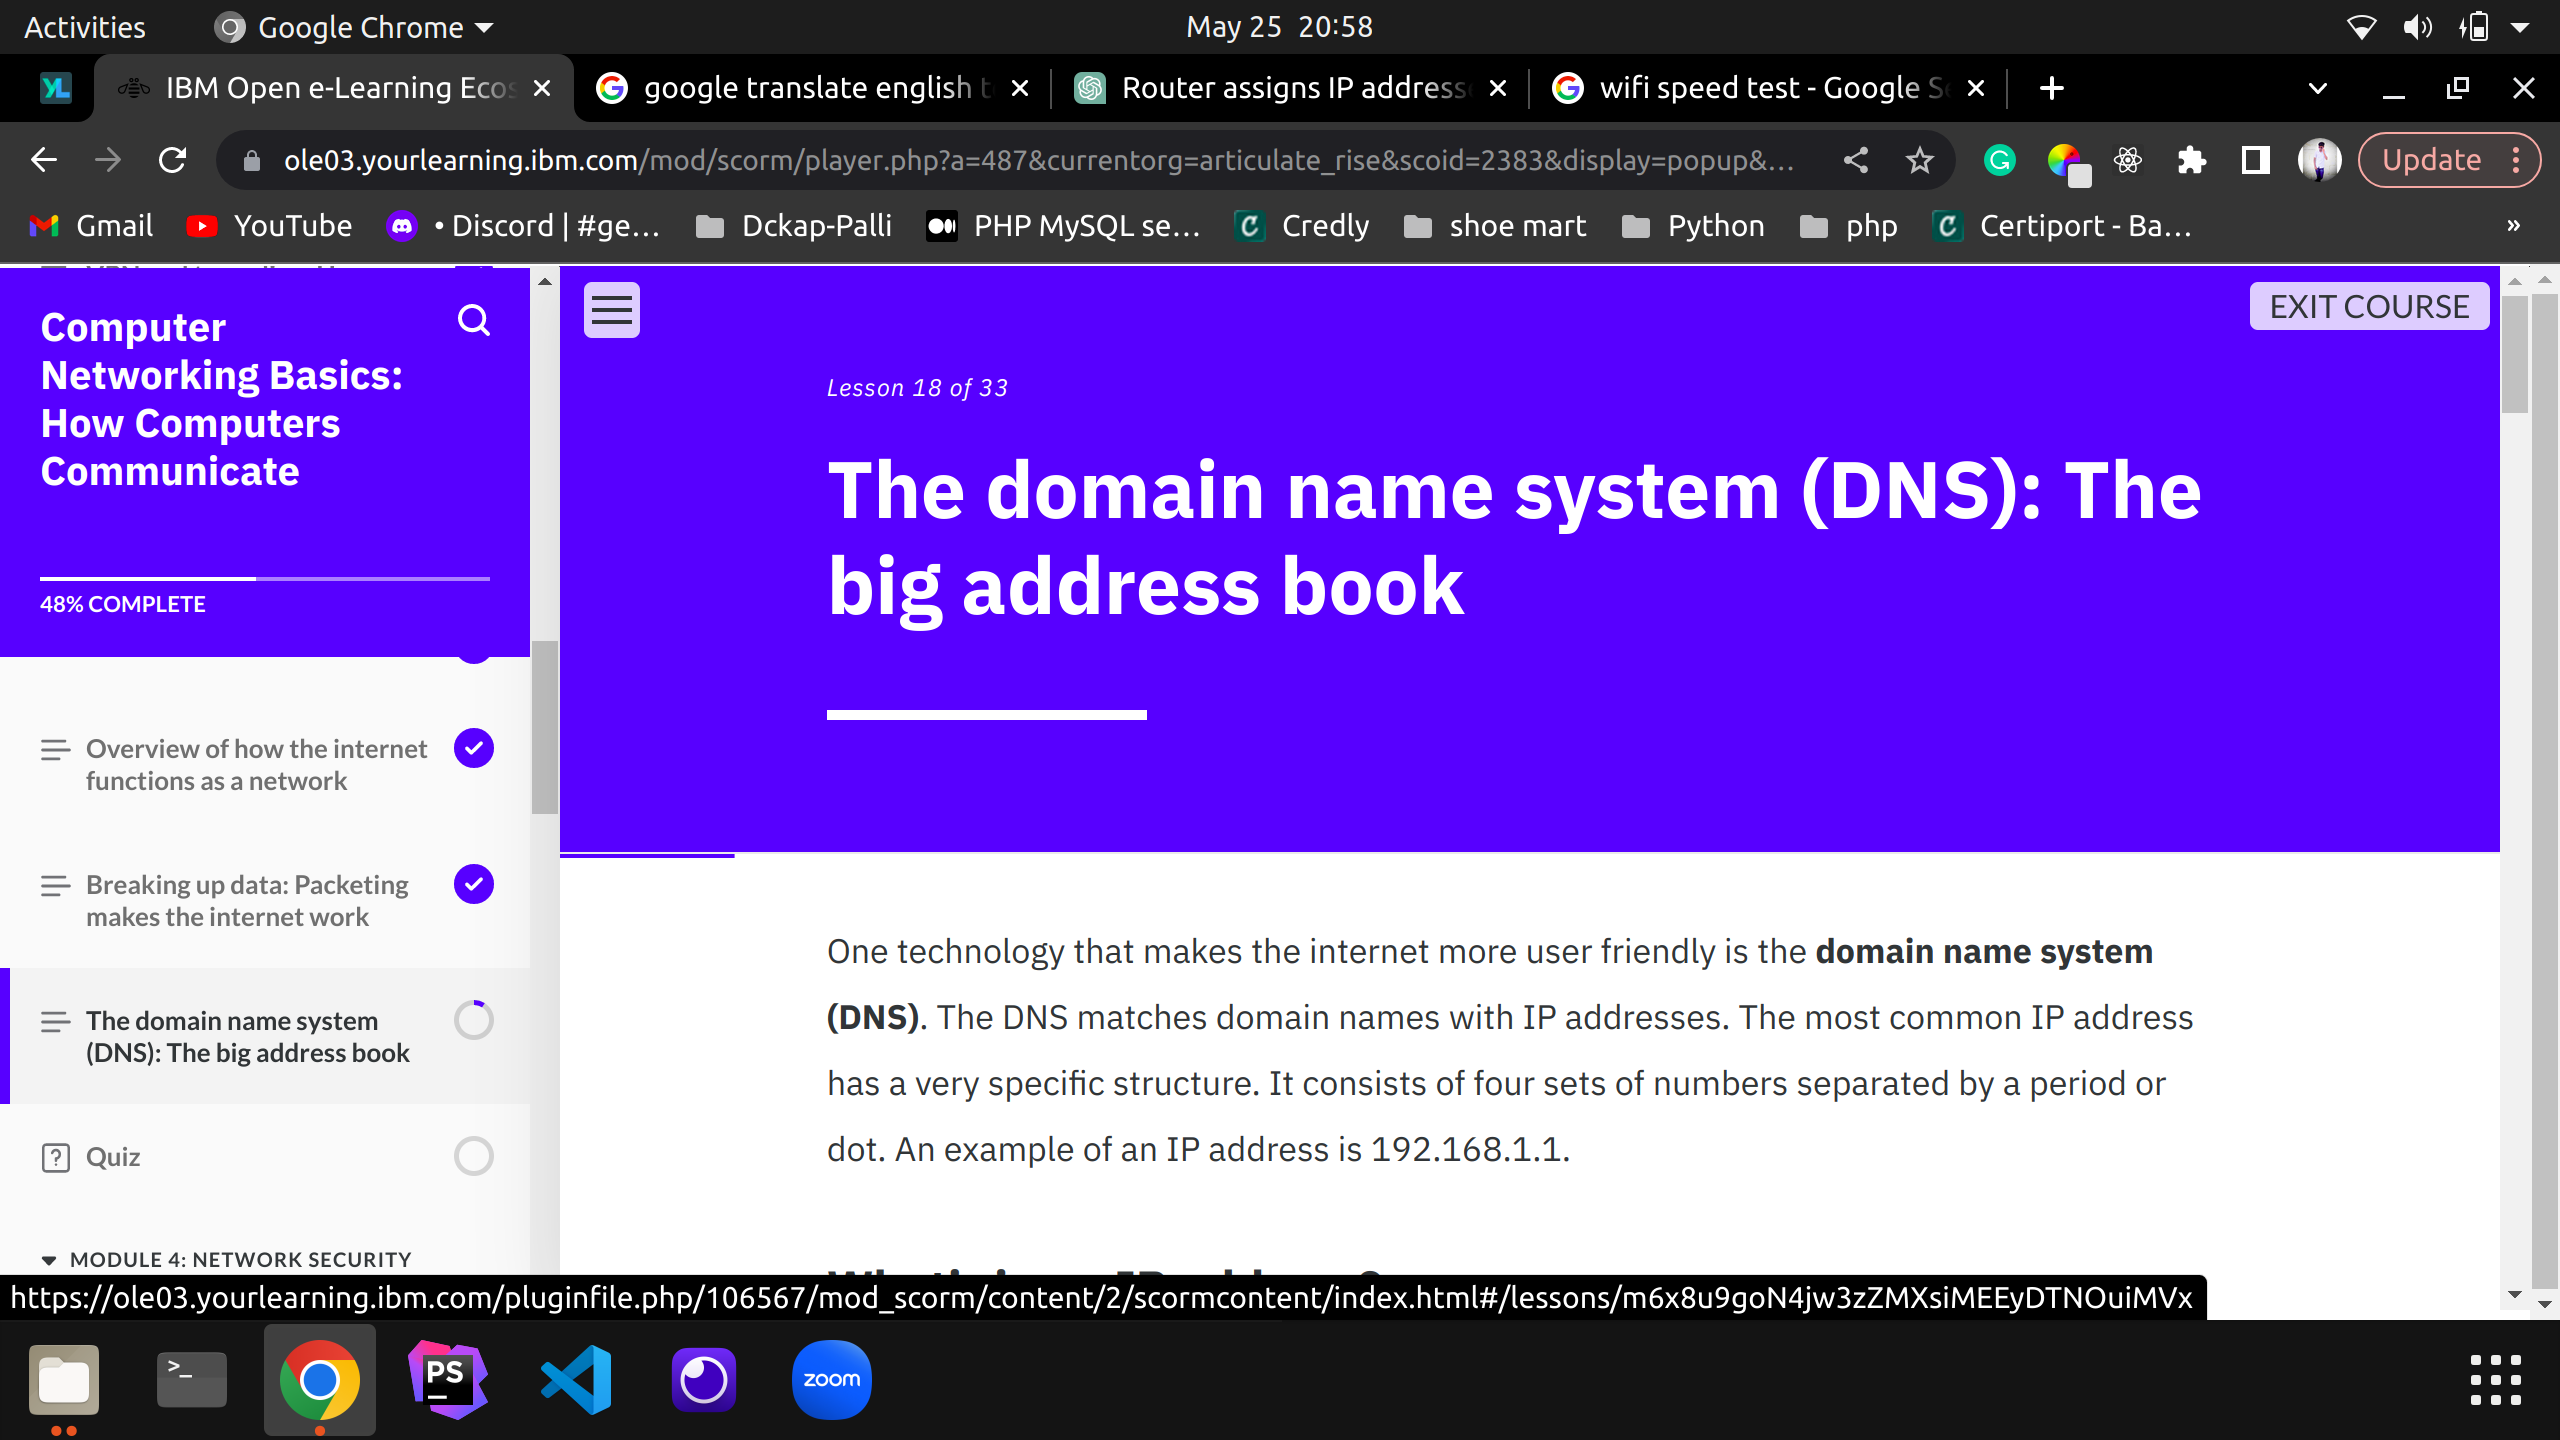 Activities
Google Chrome
May 25 20:58
IBM Open e-Learning Ecos
google translate english t
Router assigns IP addresse
wifi speed test - Google Se
ole03.yourlearning.ibm.com/mod/scorm/player.php?a=487&currentorg=articulate_rise&scoid=2383&display=popup&...
Update
Gmail
YouTube
• Discord | #ge...
Dckap-Palli
PHP MySQL se...
Credly
shoe mart
Python
php
Certiport - Ba...
»
Computer
Networking Basics:
How Computers
Communicate
48% COMPLETE
Overview of how the internet
functions as a network
Breaking up data: Packeting
makes the internet work
The domain name system
(DNS): The big address book
Quiz
MODULE 4: NETWORK SECURITY
EXIT COURSE
Lesson 18 of 33
The domain name system (DNS): The
big address book
One technology that makes the internet more user friendly is the domain name system
(DNS). The DNS matches domain names with IP addresses. The most common IP address
has a very specific structure. It consists of four sets of numbers separated by a period or
dot. An example of an IP address is 192.168.1.1.
https://ole03.yourlearning.ibm.com/pluginfile.php/106567/mod_scorm/content/2/scormcontent/index.html#/lessons/m6x8u9goN4jw3zZMXsiMEEyDTNOuiMVx
PS
zoom